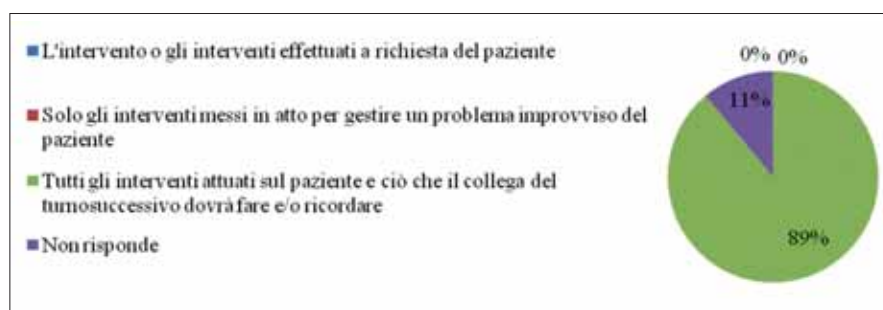 L'intervento o gli interventi effettuati a richiesta del paziente
Solo gli interventi messi in atto per gestire un problema improvviso del
paziente
Tutti gli interventi attuati sul paziente e ciò che il collega del
turnosuccessivo dovrà fare e/o ricordare
Non risponde
0% 0%
11%
89%